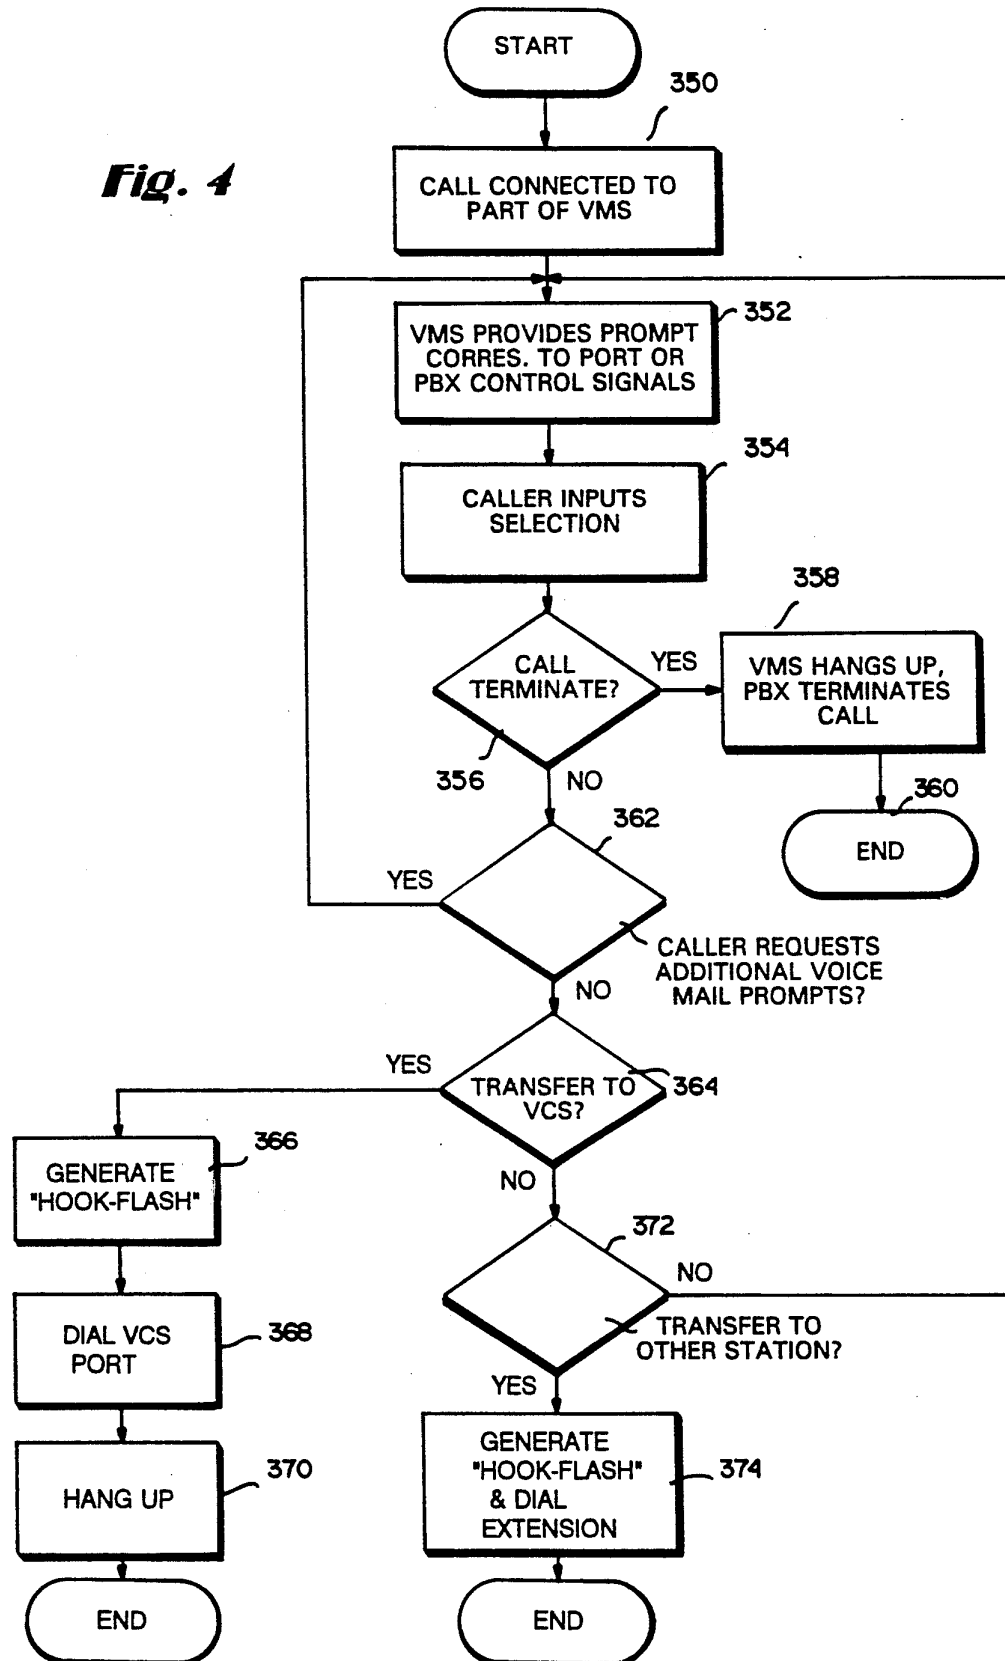 START
350
Fig. 4
CALL CONNECTED TO
PART OF VMS
352
VMS PROVIDES PROMPT
CORRES. TO PORT OR
PBX CONTROL SIGNALS
354
CALLER INPUTS
SELECTION
358
CALL
TERMINATE?
YES
VMS HANGS UP,
PBX TERMINATES
CALL
356
NO
360
END
362
YES
CALLER REQUESTS
ADDITIONAL VOICE
MAIL PROMPTS?
NO
YES
TRANSFER TO
VCS?
364
366
GENERATE
"HOOK-FLASH"
NO
372
NO
368
DIAL VCS
PORT
TRANSFER TO
OTHER STATION?
YES
370
HANG UP
GENERATE
"HOOK-FLASH"
& DIAL
EXTENSION
374
END
END